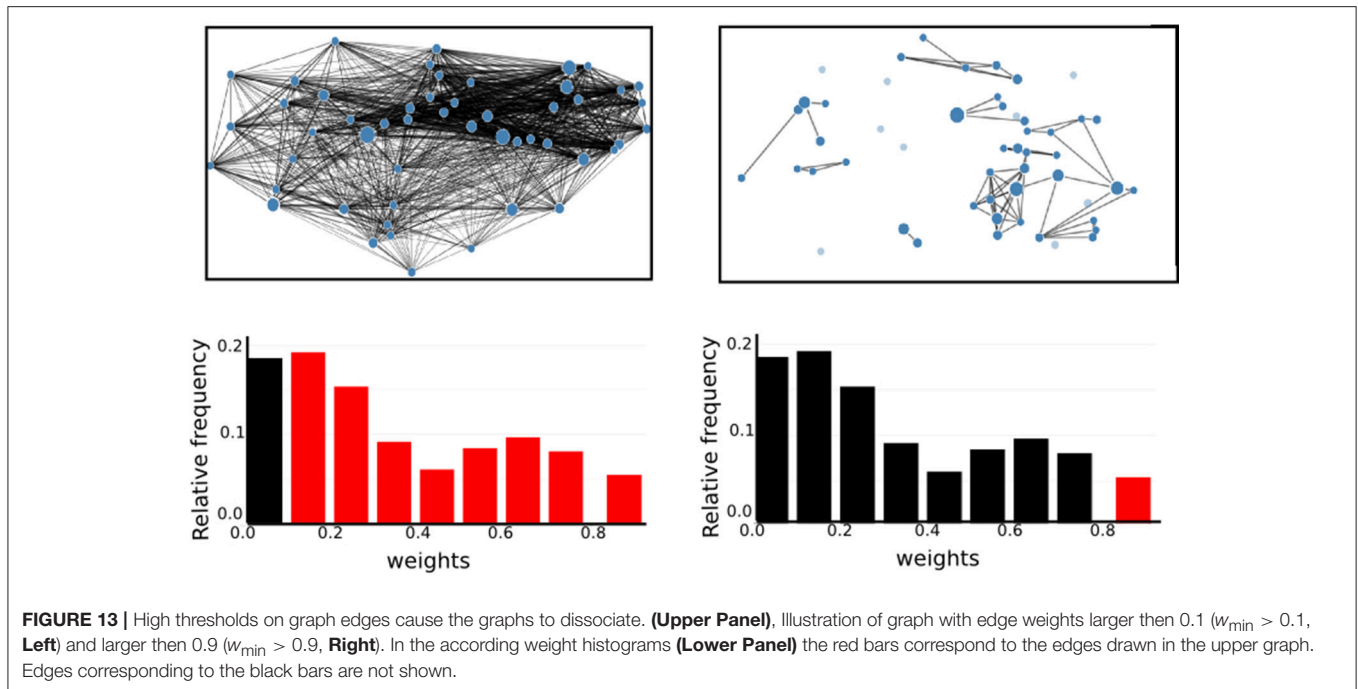 0.2
0.1
0.0
Relative frequency
0.0 0.2 0.4 0.6 0.8
weights
0.2
0.1
0.0
Relative frequency
0.0 0.2 0.4 0.6 0.8
weights
FIGURE 13 | High thresholds on graph edges cause the graphs to dissociate. (Upper Panel), Illustration of graph with edge weights larger then 0.1 (wmin > 0.1,
Left) and larger then 0.9 (wmin > 0.9, Right). In the according weight histograms (Lower Panel) the red bars correspond to the edges drawn in the upper graph.
Edges corresponding to the black bars are not shown.